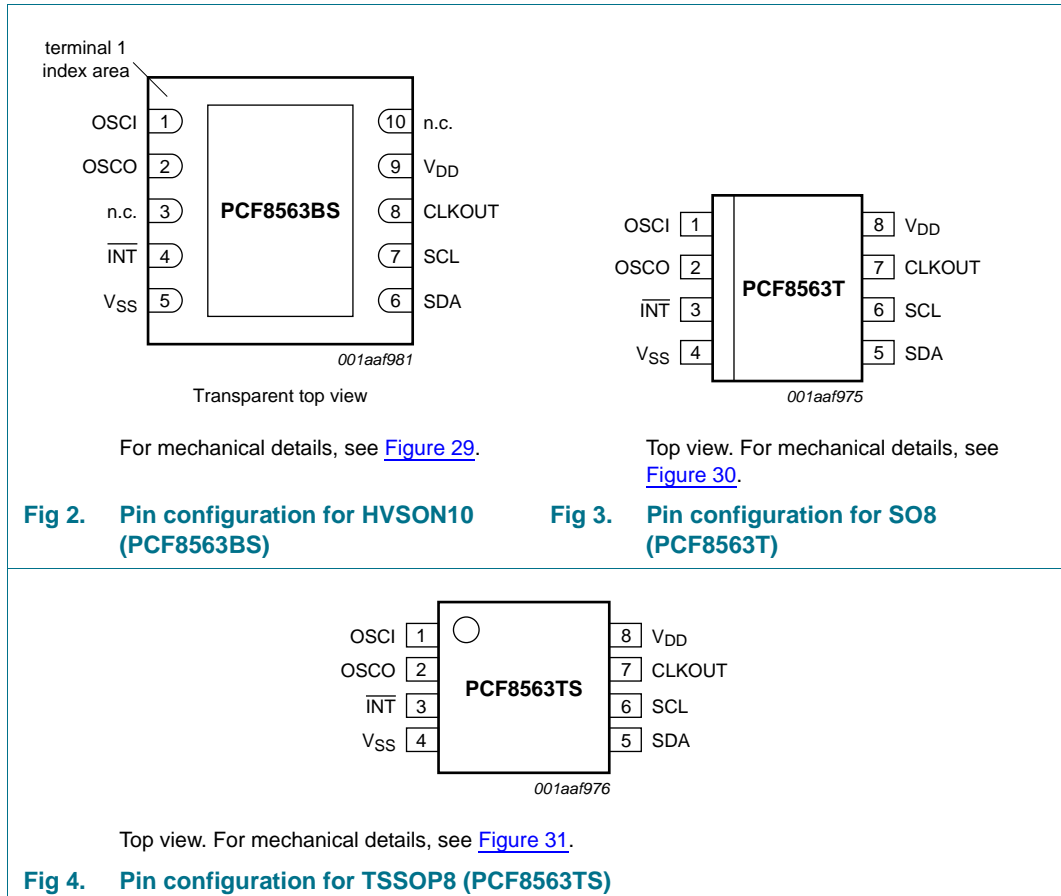 terminal 1
index area
OSCI 1 10 n.c.
OSCO 2 9 VDD
n.c. 3 PCF8563BS 8 CLKOUT
INT 4 7 SCL
VSS 5 6 SDA
001aaf981
Transparent top view
For mechanical details, see Figure 29.
Fig 2. Pin configuration for HVSON10
(PCF8563BS)
OSCI 1 8 VDD
OSCO 2 7 CLKOUT
PCF8563T
INT 3 6 SCL
VSS 4 5 SDA
001aaf975
Top view. For mechanical details, see
Figure 30.
Fig 3. Pin configuration for SO8
(PCF8563T)
OSCI 1 8 VDD
OSCO 2 7 CLKOUT
PCF8563TS
INT 3 6 SCL
VSS 4 5 SDA
001aaf976
Top view. For mechanical details, see Figure 31.
Fig 4. Pin configuration for TSSOP8 (PCF8563TS)